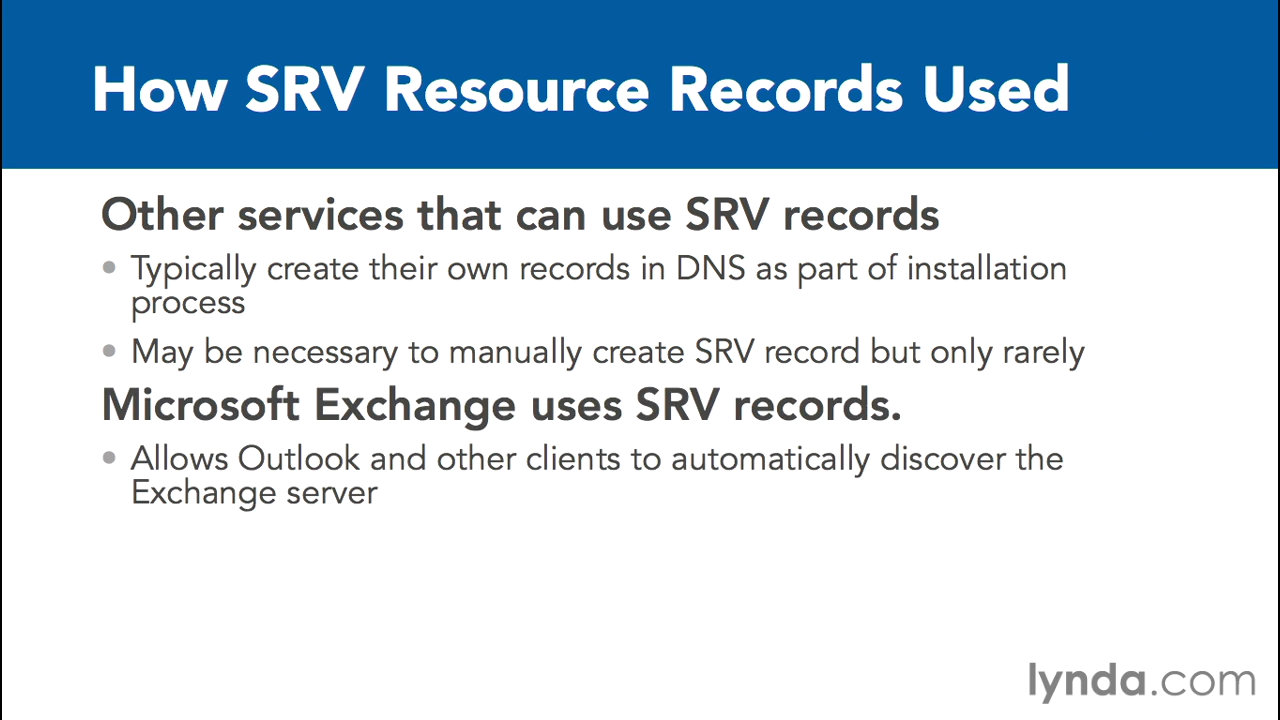 How SRV Resource Records Used
Other services that can use SRV records
• Typically create their own records in DNS as part of installation
process
• May be necessary to manually create SRV record but only rarely
Microsoft Exchange uses SRV records.
• Allows Outlook and other clients to automatically discover the
Exchange server
lynda.com